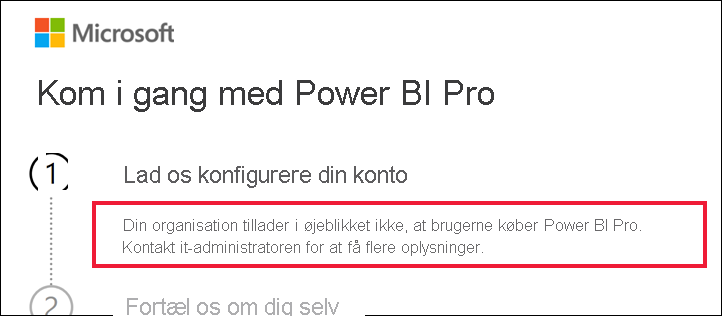 Microsoft
Kom i gang med Power BI Pro
1 Lad os konfigurere din konto
Din organisation tillader i øjeblikket ikke, at brugerne køber Power BI Pro.
Kontakt it-administratoren for at få flere oplysninger.
2 Fortæl os om dig selv